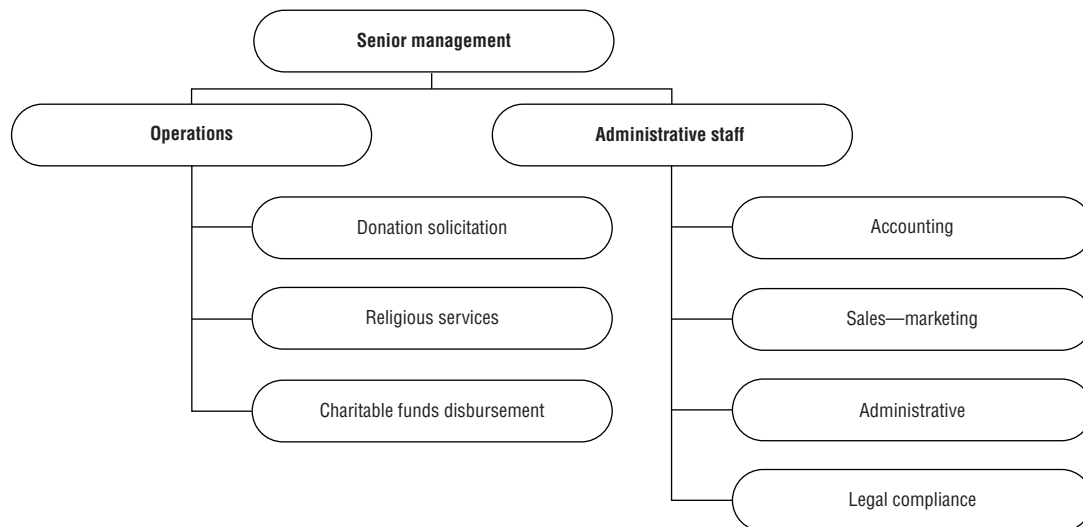 Senior management
Operations
Administrative staff
Donation solicitation
Accounting
Religious services
Sales—marketing
Charitable funds disbursement
Administrative
Legal compliance